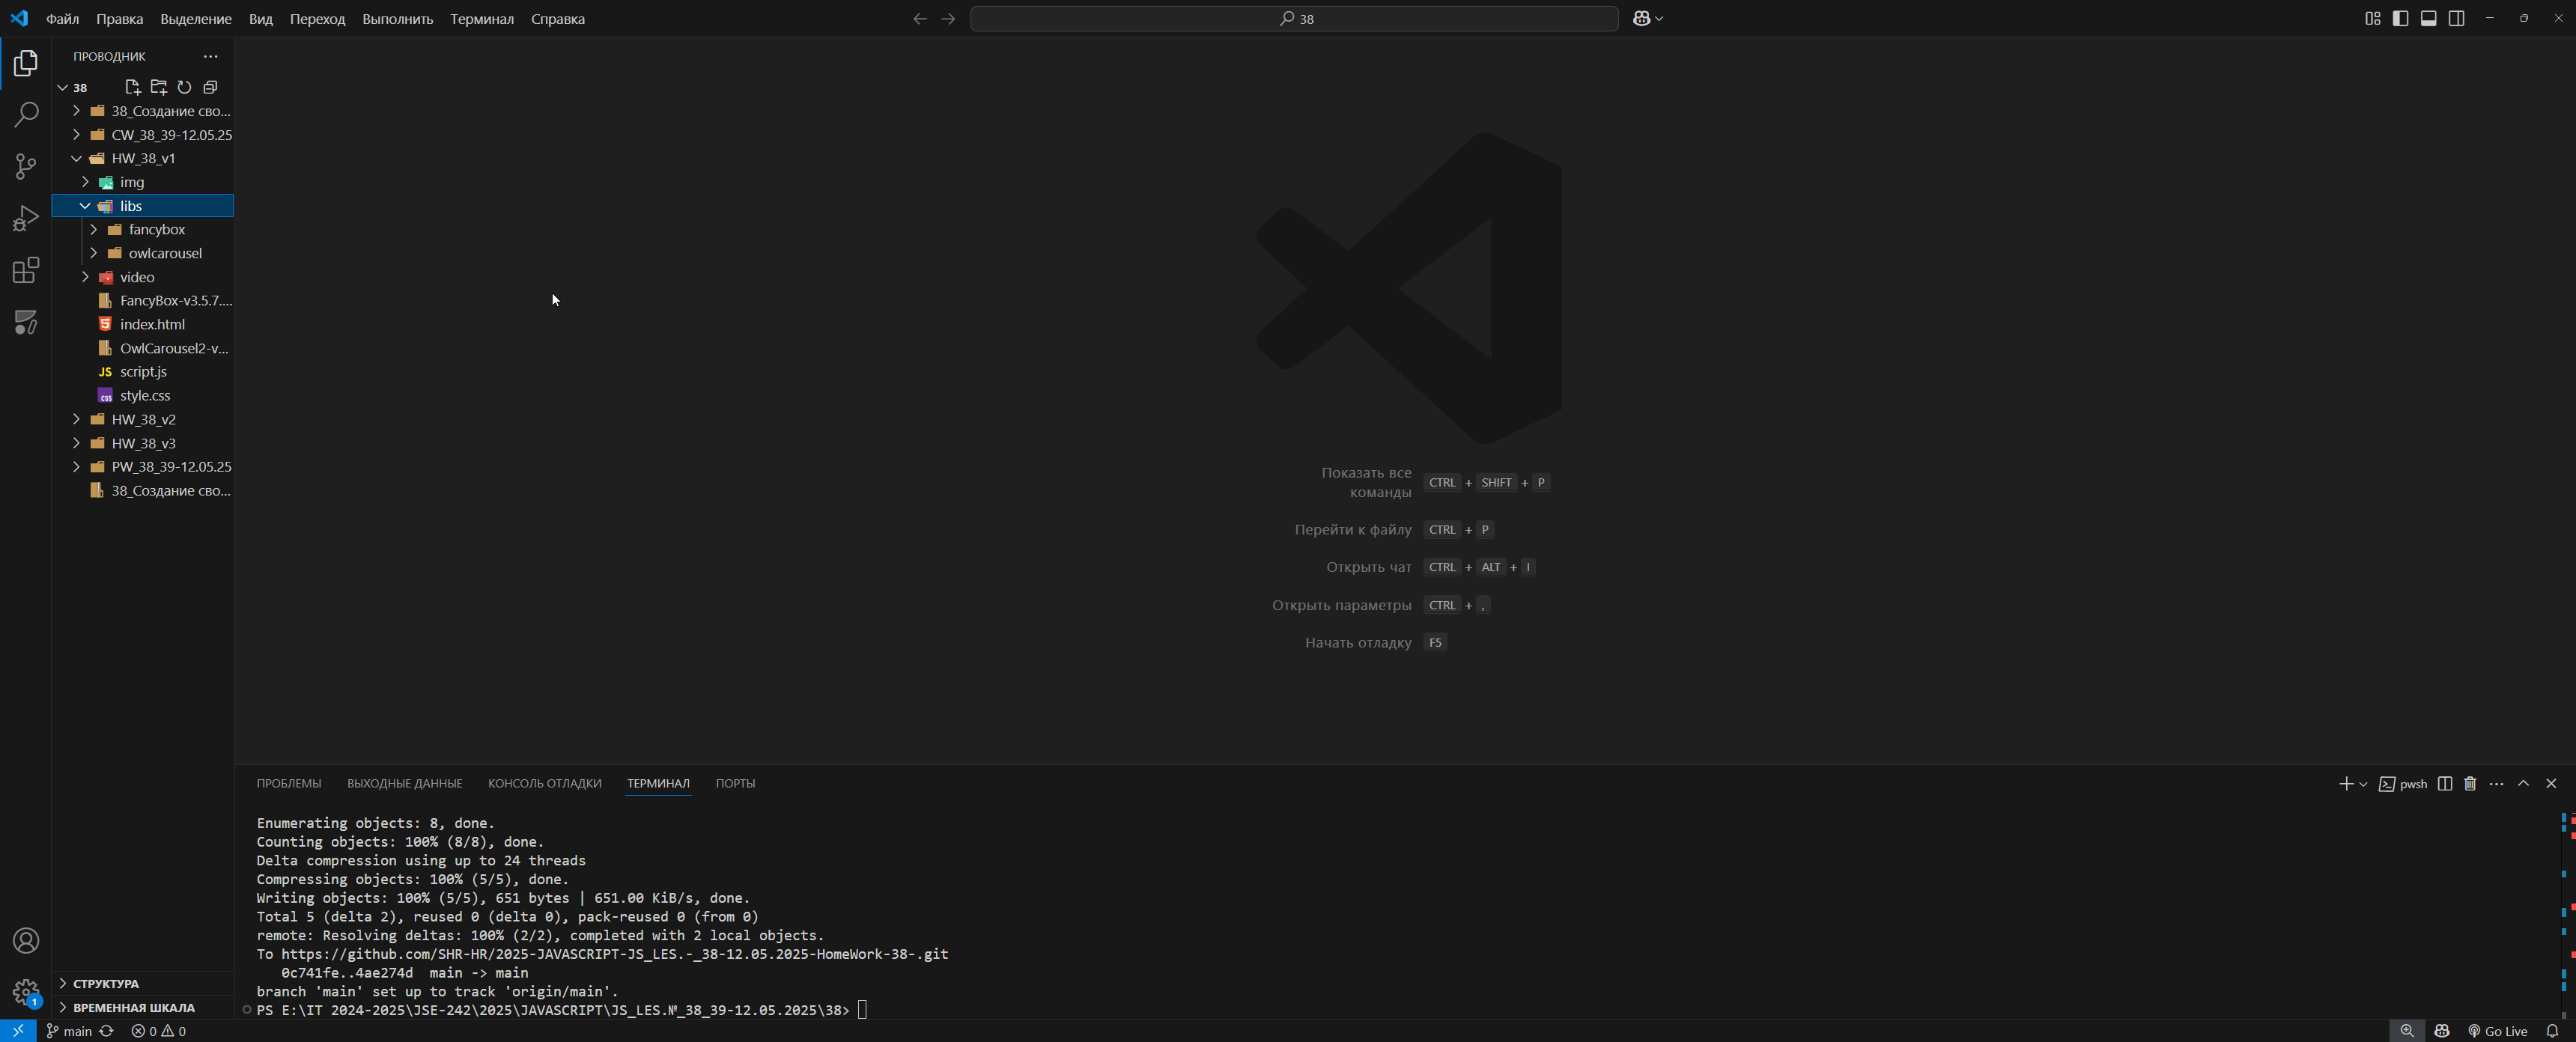 Файл Правка Выделение Вид Переход Выполнить Терминал Справка
38
ПРОВОДНИК
38
38_Создание сво...
CW_38_39-12.05.25
HW_38_v1
img
libs
fancybox
owlcarousel
video
FancyBox-v3.5.7....
index.html
OwlCarousel2-v...
JS script.js
css style.css
HW_38_v2
HW_38_v3
PW_38_39-12.05.25
38_Создание сво...
СТРУКТУРА
ВРЕМЕННАЯ ШКАЛА
1
Показать все команды CTRL + SHIFT + P
Перейти к файлу CTRL + P
Открыть чат CTRL + ALT + I
Открыть параметры CTRL + ,
Начать отладку F5
ПРОБЛЕМЫ ВЫХОДНЫЕ ДАННЫЕ КОНСОЛЬ ОТЛАДКИ ТЕРМИНАЛ ПОРТЫ
pwsh
Enumerating objects: 8, done.
Counting objects: 100% (8/8), done.
Delta compression using up to 24 threads
Compressing objects: 100% (5/5), done.
Writing objects: 100% (5/5), 651 bytes | 651.00 KiB/s, done.
Total 5 (delta 2), reused 0 (delta 0), pack-reused 0 (from 0)
remote: Resolving deltas: 100% (2/2), completed with 2 local objects.
To https://github.com/SHR-HR/2025-JAVASCRIPT-JS_LES.-_38-12.05.2025-HomeWork-38-.git
0c741fe..4ae274d main -> main
branch 'main' set up to track 'origin/main'.
PS E:\IT 2024-2025\JSE-242\2025\JAVASCRIPT\JS_LES.№_38_39-12.05.2025\38>
main 0 0
Go Live